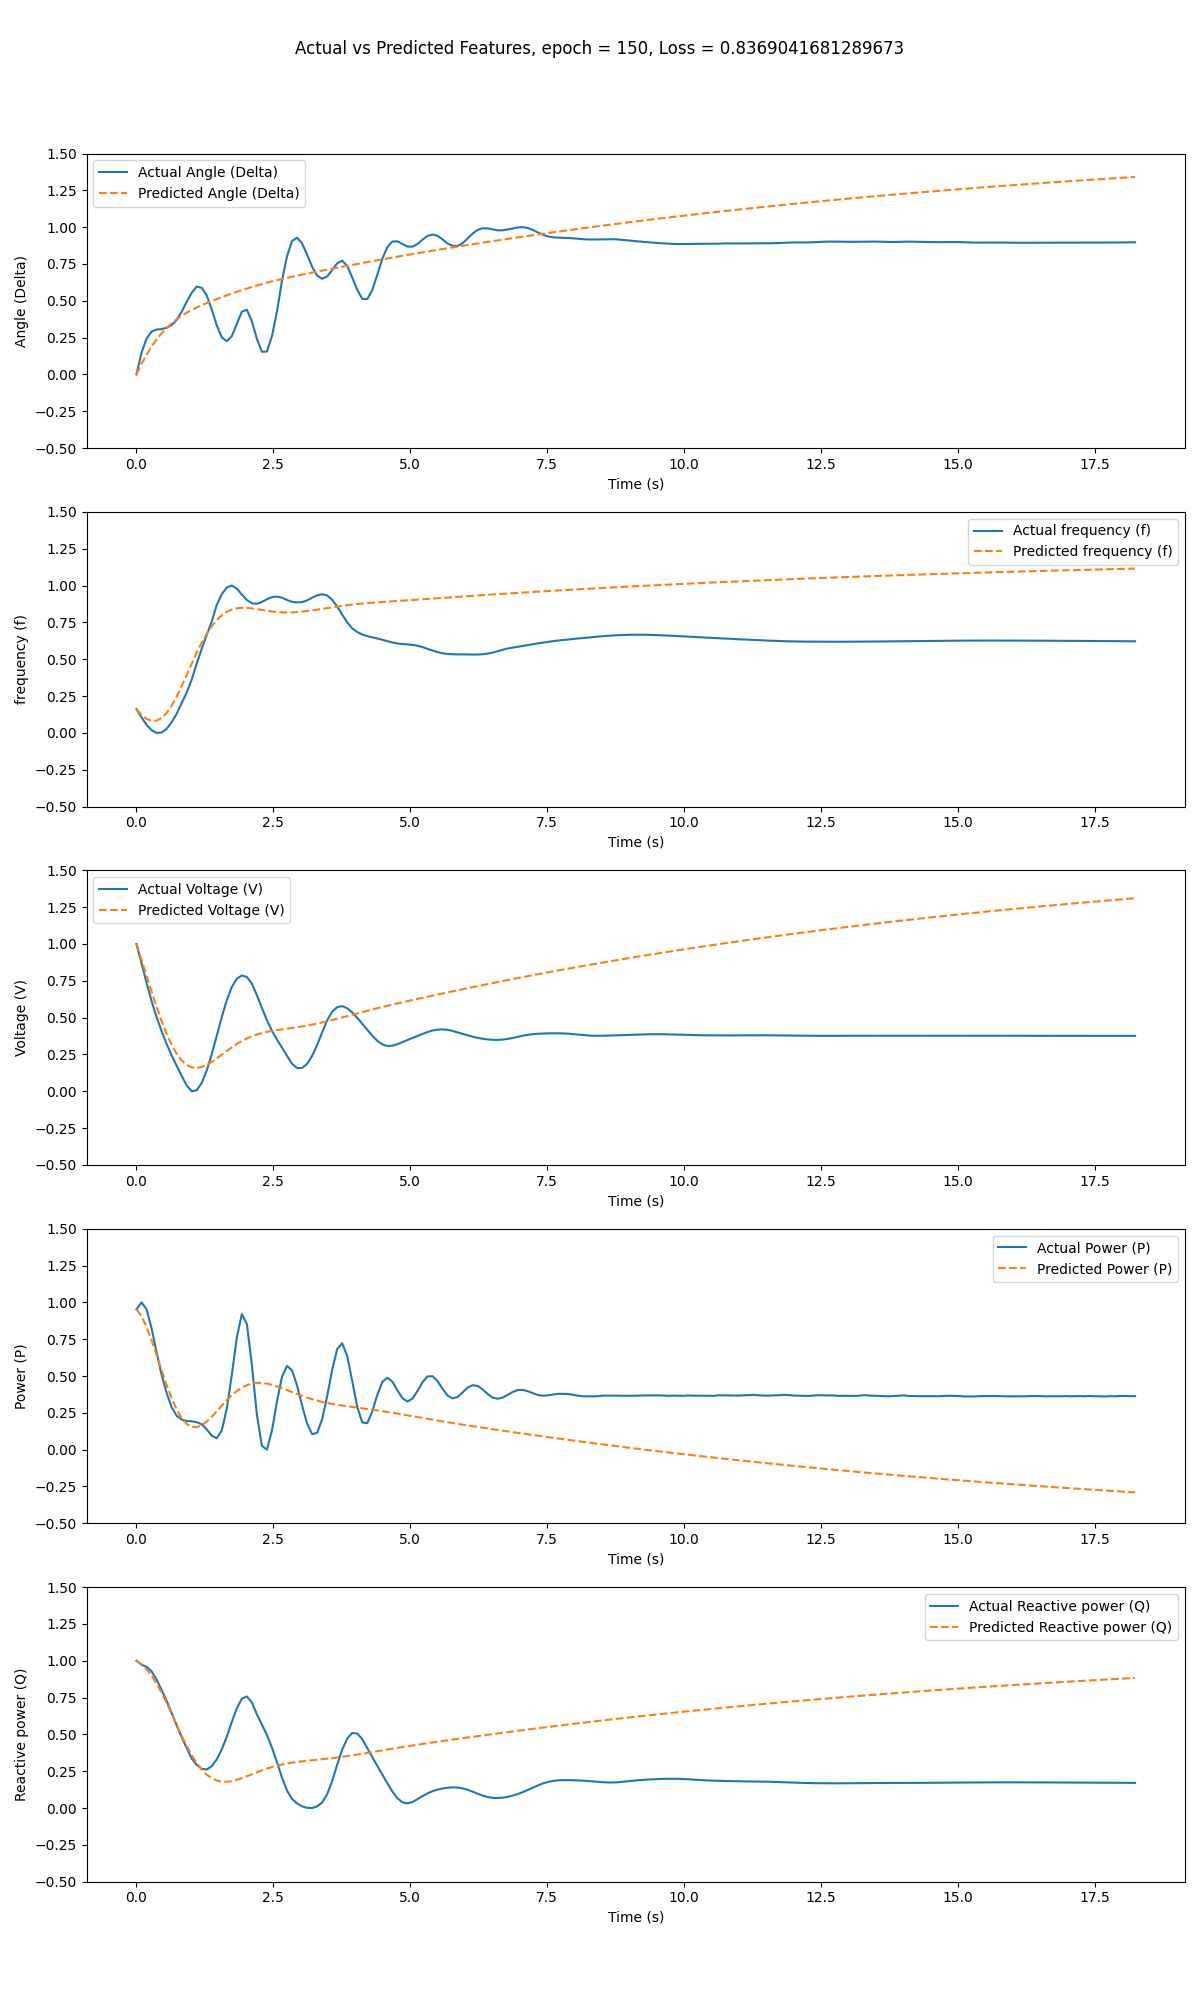 Actual vs Predicted Features, epoch = 150, Loss = 0.8369041681289673
1.50
1.25
1.00
0.75
0.50
0.25
0.00
−0.25
−0.50
Angle (Delta)
Actual Angle (Delta)
Predicted Angle (Delta)
0.0 2.5 5.0 7.5 10.0 12.5 15.0 17.5
Time (s)
1.50
1.25
1.00
0.75
0.50
0.25
0.00
−0.25
−0.50
frequency (f)
Actual frequency (f)
Predicted frequency (f)
0.0 2.5 5.0 7.5 10.0 12.5 15.0 17.5
Time (s)
1.50
1.25
1.00
0.75
0.50
0.25
0.00
−0.25
−0.50
Voltage (V)
Actual Voltage (V)
Predicted Voltage (V)
0.0 2.5 5.0 7.5 10.0 12.5 15.0 17.5
Time (s)
1.50
1.25
1.00
0.75
0.50
0.25
0.00
−0.25
−0.50
Power (P)
Actual Power (P)
Predicted Power (P)
0.0 2.5 5.0 7.5 10.0 12.5 15.0 17.5
Time (s)
1.50
1.25
1.00
0.75
0.50
0.25
0.00
−0.25
−0.50
Reactive power (Q)
Actual Reactive power (Q)
Predicted Reactive power (Q)
0.0 2.5 5.0 7.5 10.0 12.5 15.0 17.5
Time (s)